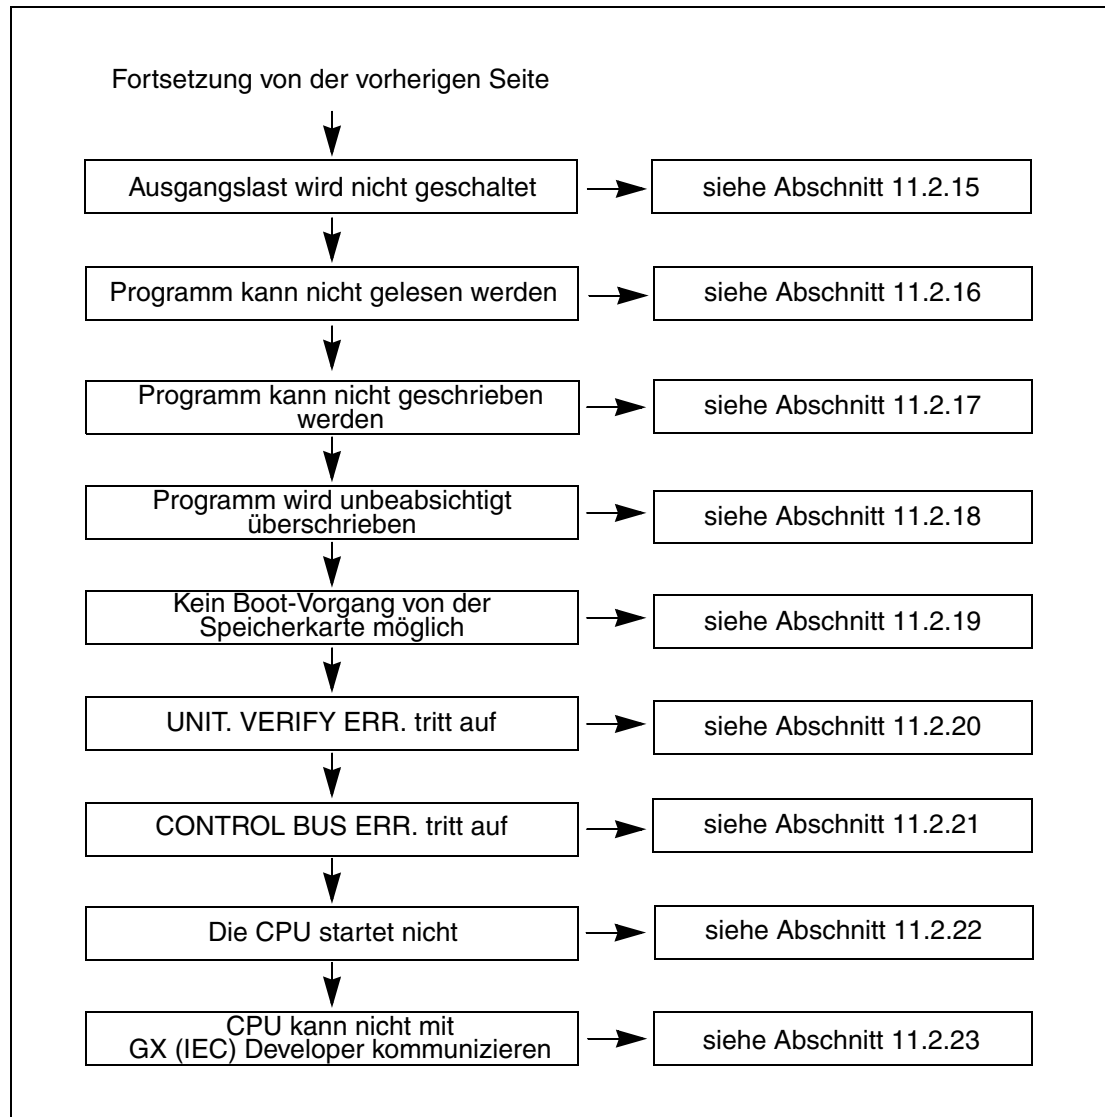 Fortsetzung von der vorherigen Seite
Ausgangslast wird nicht geschaltet
siehe Abschnitt 11.2.15
Programm kann nicht gelesen werden
siehe Abschnitt 11.2.16
Programm kann nicht geschrieben
werden
siehe Abschnitt 11.2.17
Programm wird unbeabsichtigt
überschrieben
siehe Abschnitt 11.2.18
Kein Boot-Vorgang von der
Speicherkarte möglich
siehe Abschnitt 11.2.19
UNIT. VERIFY ERR. tritt auf
siehe Abschnitt 11.2.20
CONTROL BUS ERR. tritt auf
siehe Abschnitt 11.2.21
Die CPU startet nicht
siehe Abschnitt 11.2.22
CPU kann nicht mit
GX (IEC) Developer kommunizieren
siehe Abschnitt 11.2.23